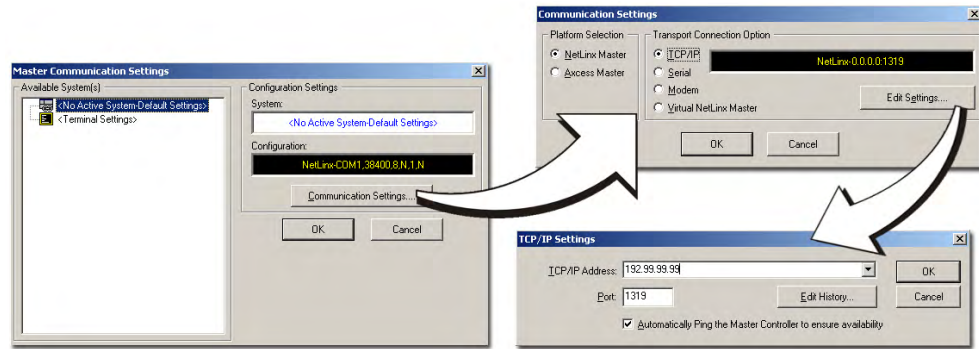 Master Communication Settings
Available System(s)
<No Active System-Default Settings>
<Terminal Settings>
Configuration Settings
System:
<No Active System-Default Settings>
Configuration:
NetLinx-COM1,38400,8,N,1,N
Communication Settings....
OK
Cancel
Communication Settings
Platform Selection
NetLinx Master
Axcess Master
Transport Connection Option
TCP/IP
NetLinx-0.0.0.0:1319
Serial
Modem
Virtual NetLinx Master
Edit Settings....
OK
Cancel
TCP/IP Settings
TCP/IP Address:
192.99.99.99
OK
Port:
1319
Edit History...
Cancel
Automatically Ping the Master Controller to ensure availability